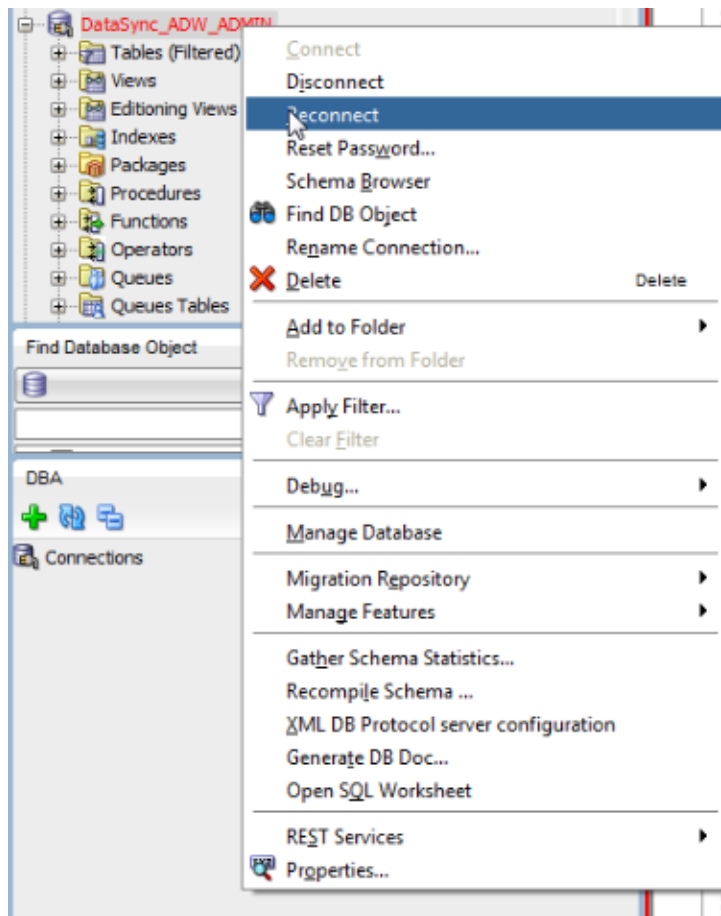 DataSync_ADW_ADMIN
Tables (Filtered)
Views
Editioning Views
Indexes
Packages
Procedures
Functions
Operators
Queues
Queues Tables
Find Database Object
DBA
Connections
Connect
Disconnect
Reconnect
Reset Password...
Schema Browser
Find DB Object
Rename Connection...
Delete Delete
Add to Folder
Remove from Folder
Apply Filter...
Clear Filter
Debug...
Manage Database
Migration Repository
Manage Features
Gather Schema Statistics...
Recompile Schema ...
XML DB Protocol server configuration
Generate DB Doc...
Open SQL Worksheet
REST Services
Properties...